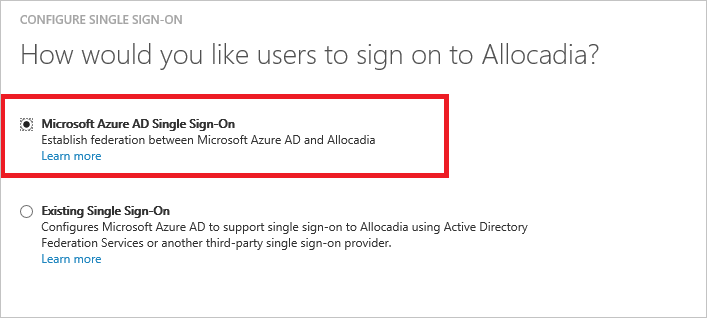 CONFIGURE SINGLE SIGN-ON
How would you like users to sign on to Allocadia?
Microsoft Azure AD Single Sign-On
Establish federation between Microsoft Azure AD and Allocadia
Learn more
Existing Single Sign-On
Configures Microsoft Azure AD to support single sign-on to Allocadia using Active Directory
Federation Services or another third-party single sign-on provider.
Learn more